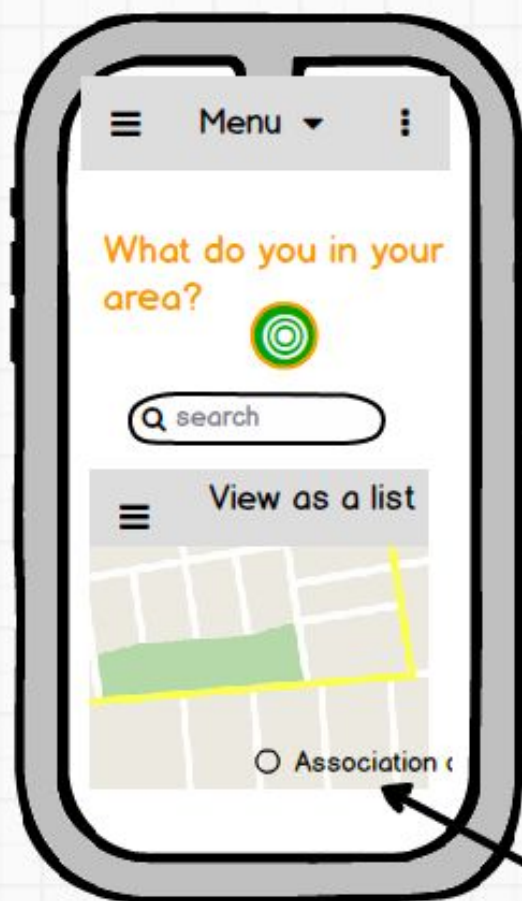 Menu
What do you in your
area?
search
View as a list
Association